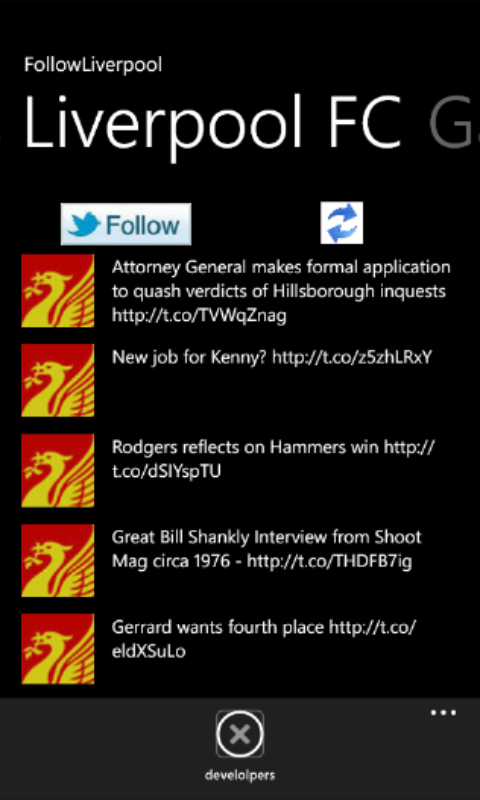 FollowLiverpool
Liverpool FC
Follow
Attorney General makes formal application
to quash verdicts of Hillsborough inquests
http://t.co/TVWqZnag
New job for Kenny? http://t.co/z5zhLRxY
Rodgers reflects on Hammers win http://
t.co/dSIYspTU
Great Bill Shankly Interview from Shoot
Mag circa 1976 - http://t.co/THDFB7ig
Gerrard wants fourth place http://t.co/
eldXSuLo
develolpers